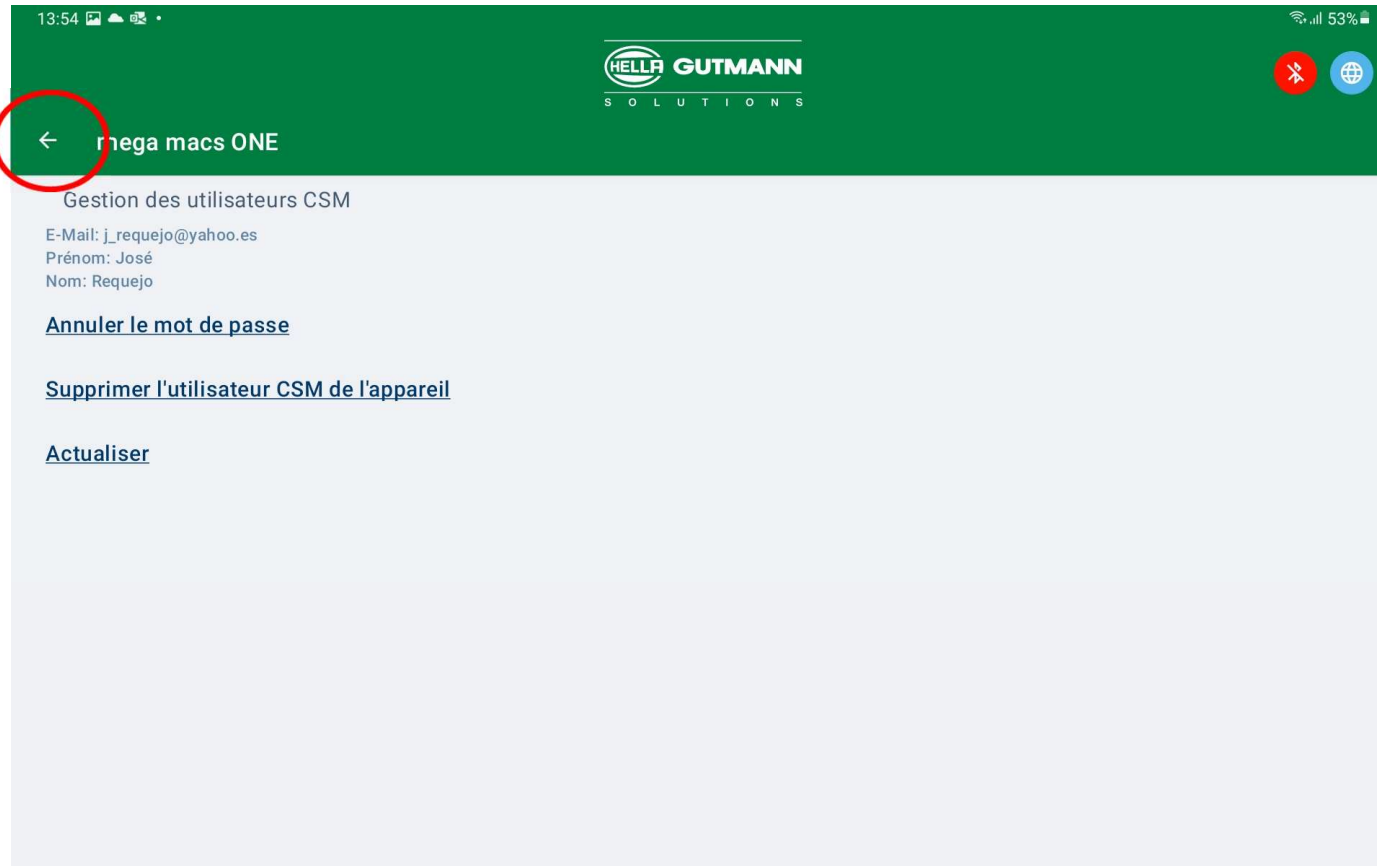 13:54
53%
HELLA GUTMANN
SOLUTIONS
mega macs ONE
Gestion des utilisateurs CSM
E-Mail: j_requejo@yahoo.es
Prénom: José
Nom: Requejo
Annuler le mot de passe
Supprimer l'utilisateur CSM de l'appareil
Actualiser